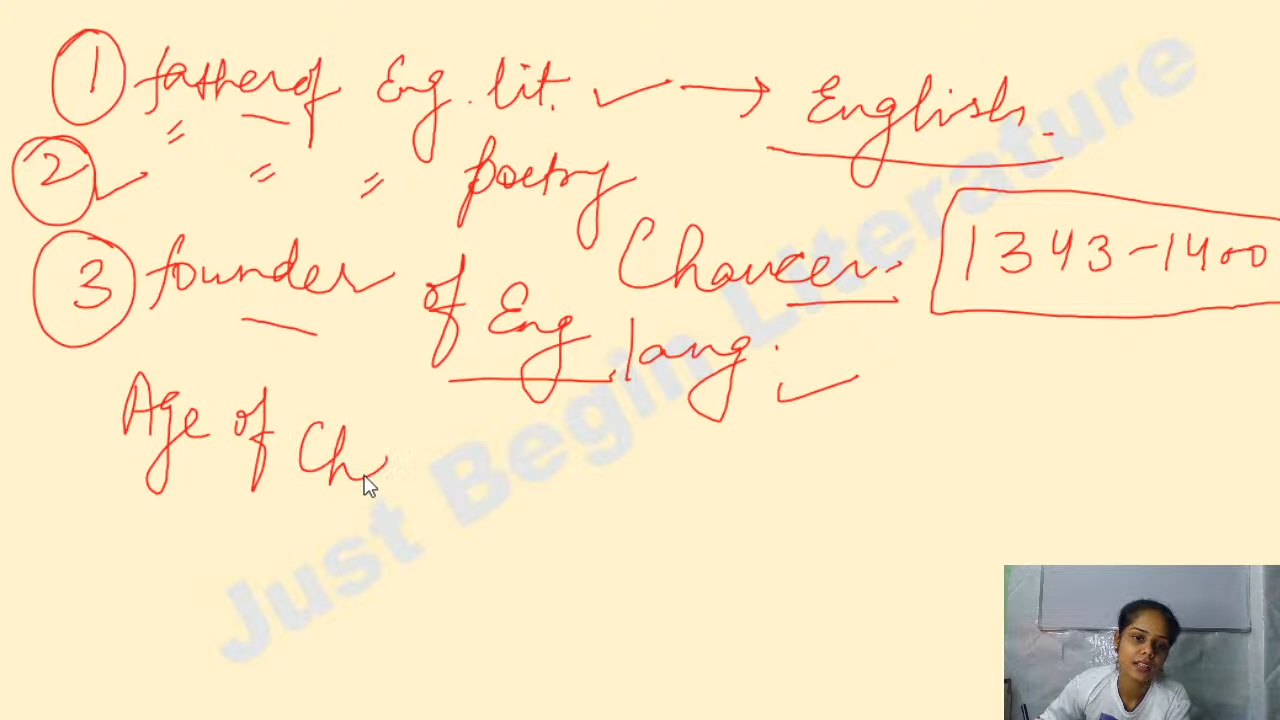 1 father of Eng. lit. ✓ → English.
2 ✓ " " " poetry
Chaucer. 1343-1400
3 founder of Eng. lang. ✓
Age of Ch
Just Begin Literature